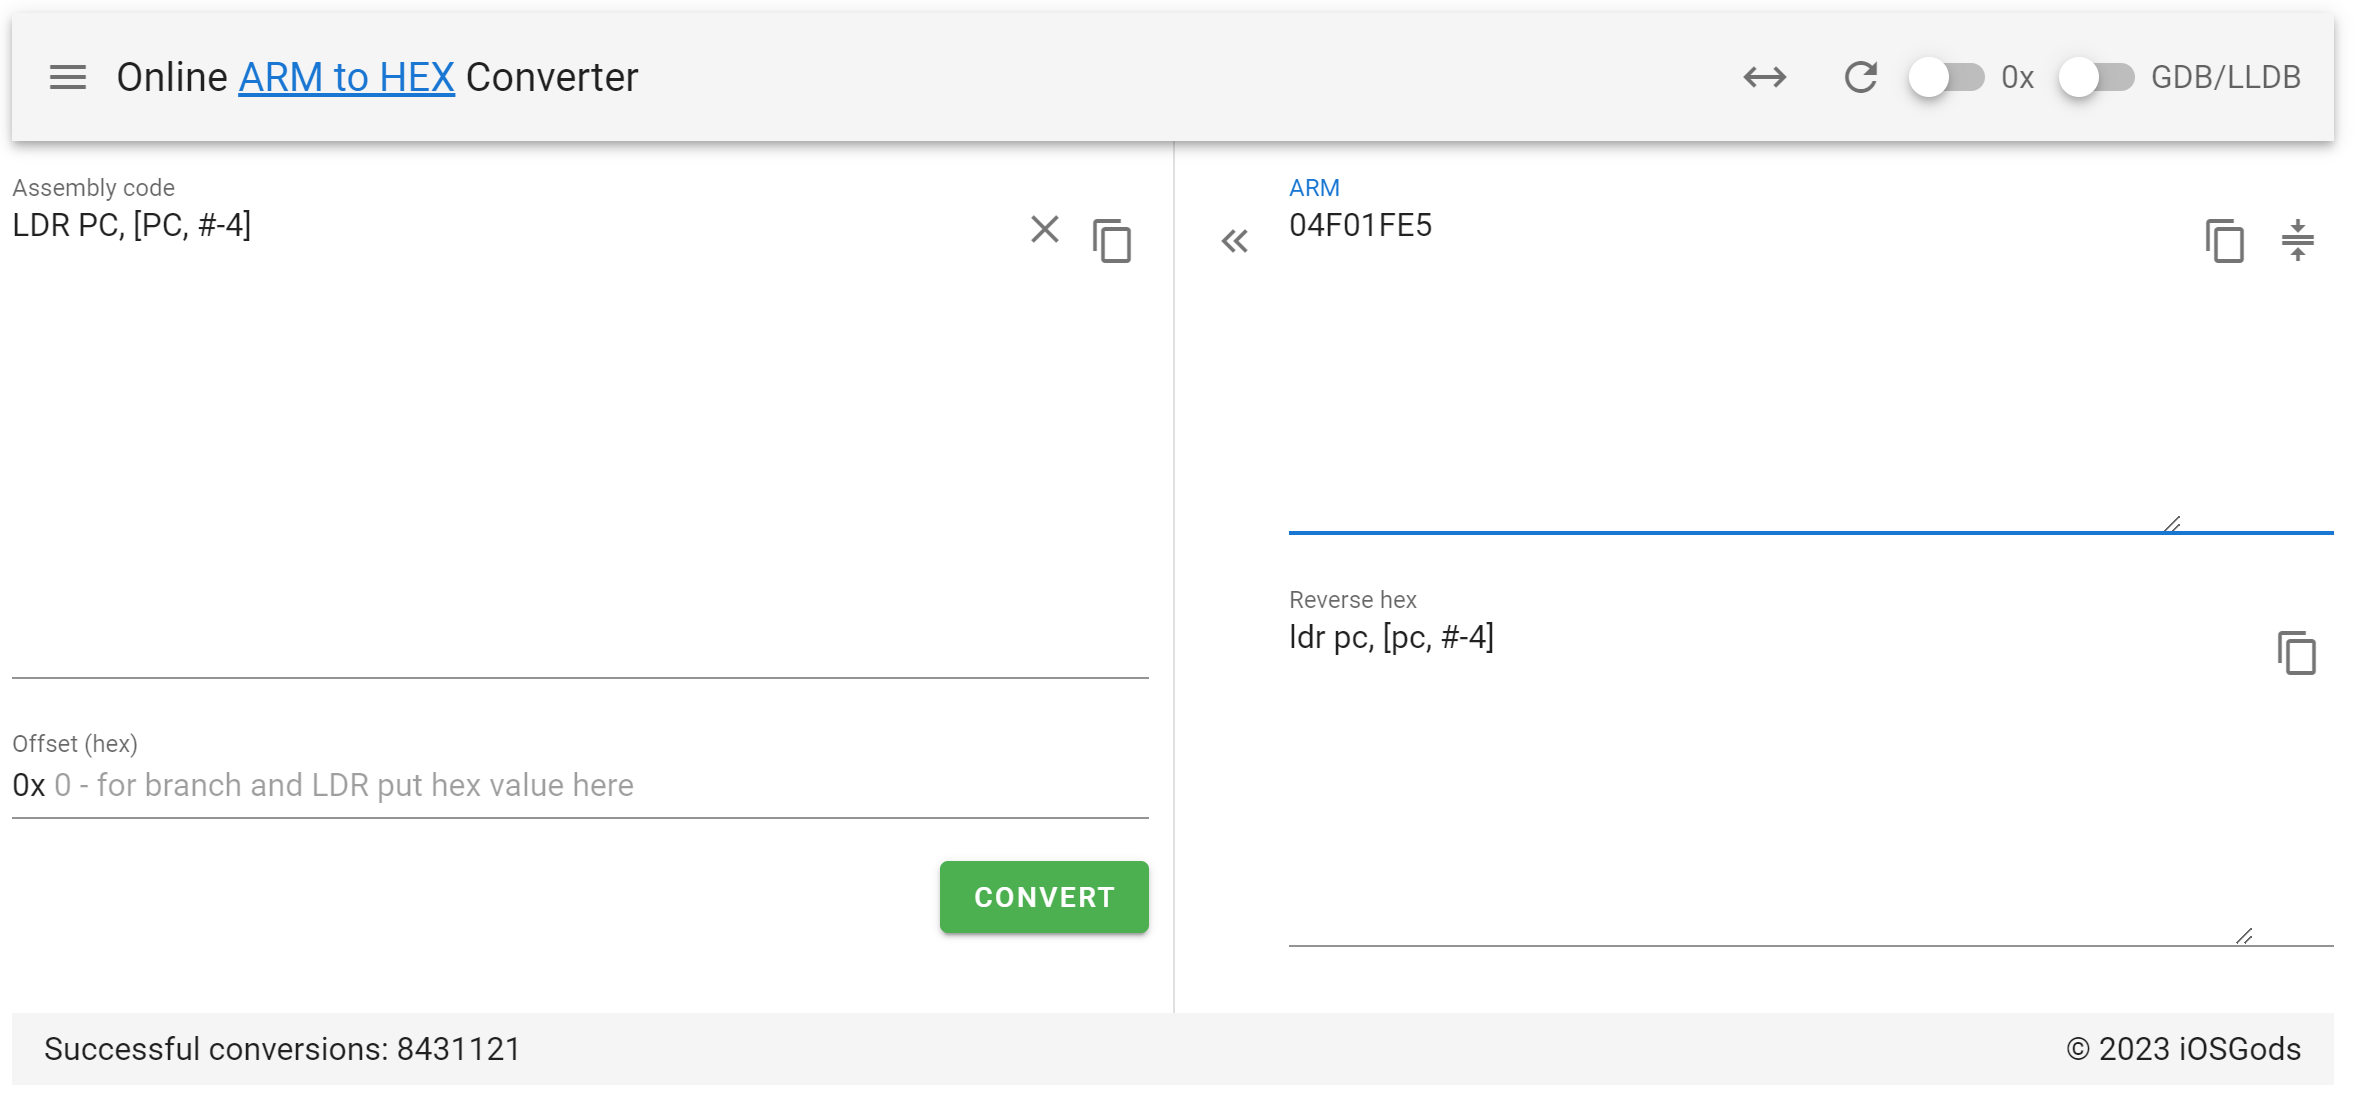 Online ARM to HEX Converter
0x
GDB/LLDB
Assembly code
LDR PC, [PC, #-4]
ARM
04F01FE5
Reverse hex
ldr pc, [pc, #-4]
Offset (hex)
0x 0 - for branch and LDR put hex value here
CONVERT
Successful conversions: 8431121
© 2023 iOSGods